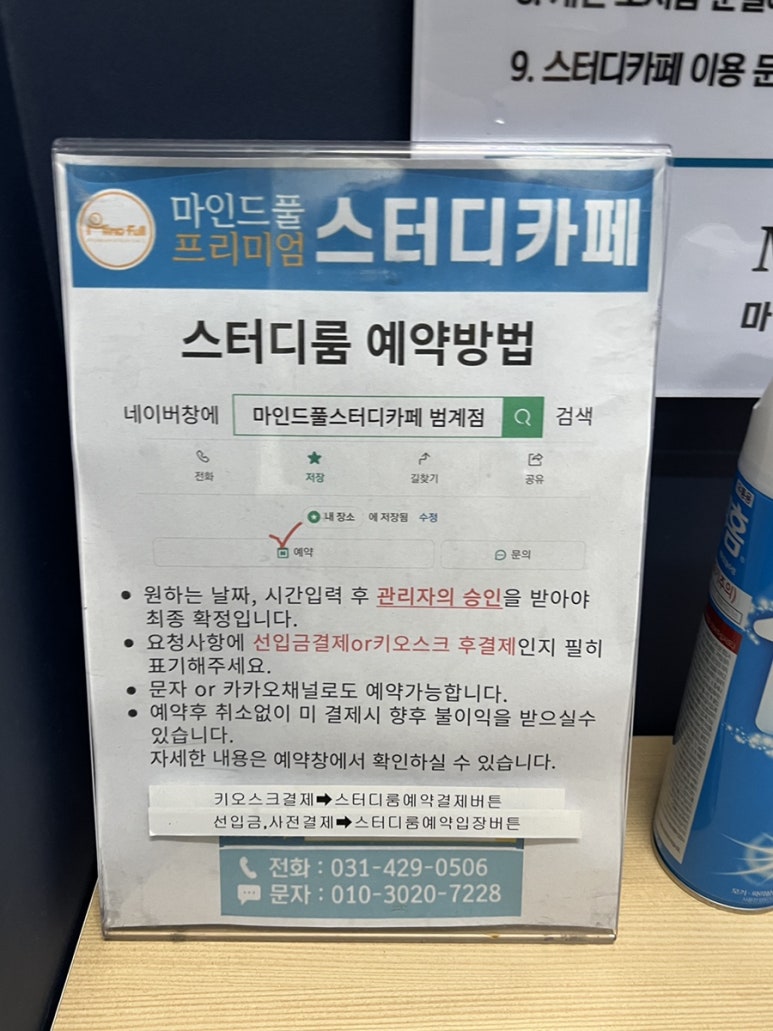 9. 스터디카페 이용
마인드풀
프리미엄
스터디카페
스터디룸 예약방법
네이버창에 마인드풀스터디카페 범계점 검색
전화 저장 길찾기 공유
내 장소 에 저장됨 수정
예약 문의
• 원하는 날짜, 시간입력 후 관리자의 승인을 받아야
최종 확정입니다.
• 요청사항에 선입금결제or키오스크 후결제인지 필히
표기해주세요.
• 문자 or 카카오채널로도 예약가능합니다.
• 예약후 취소없이 미 결제시 향후 불이익을 받으실수
있습니다.
자세한 내용은 예약창에서 확인하실 수 있습니다.
키오스크결제➡스터디룸예약결제버튼
선입금,사전결제➡스터디룸예약입장버튼
전화 : 031-429-0506
문자 : 010-3020-7228